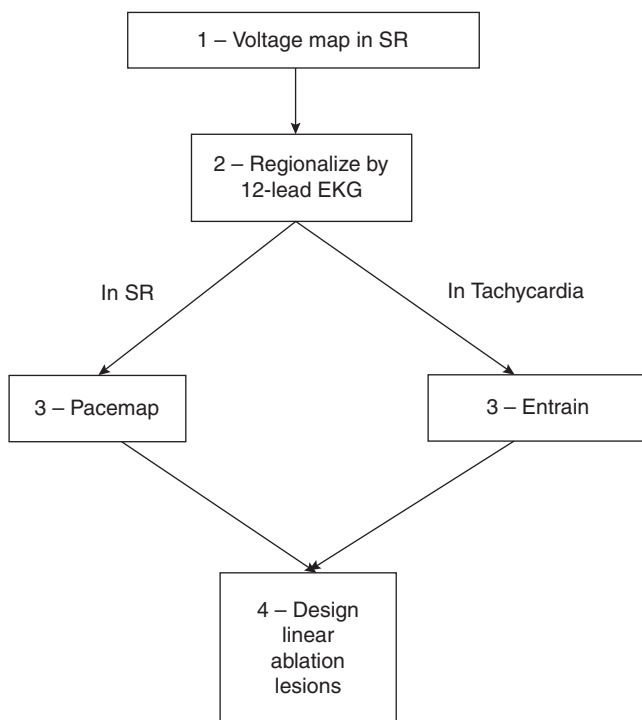 1 – Voltage map in SR
2 – Regionalize by
12-lead EKG
In SR
In Tachycardia
3 – Pacemap
3 – Entrain
4 – Design
linear
ablation
lesions